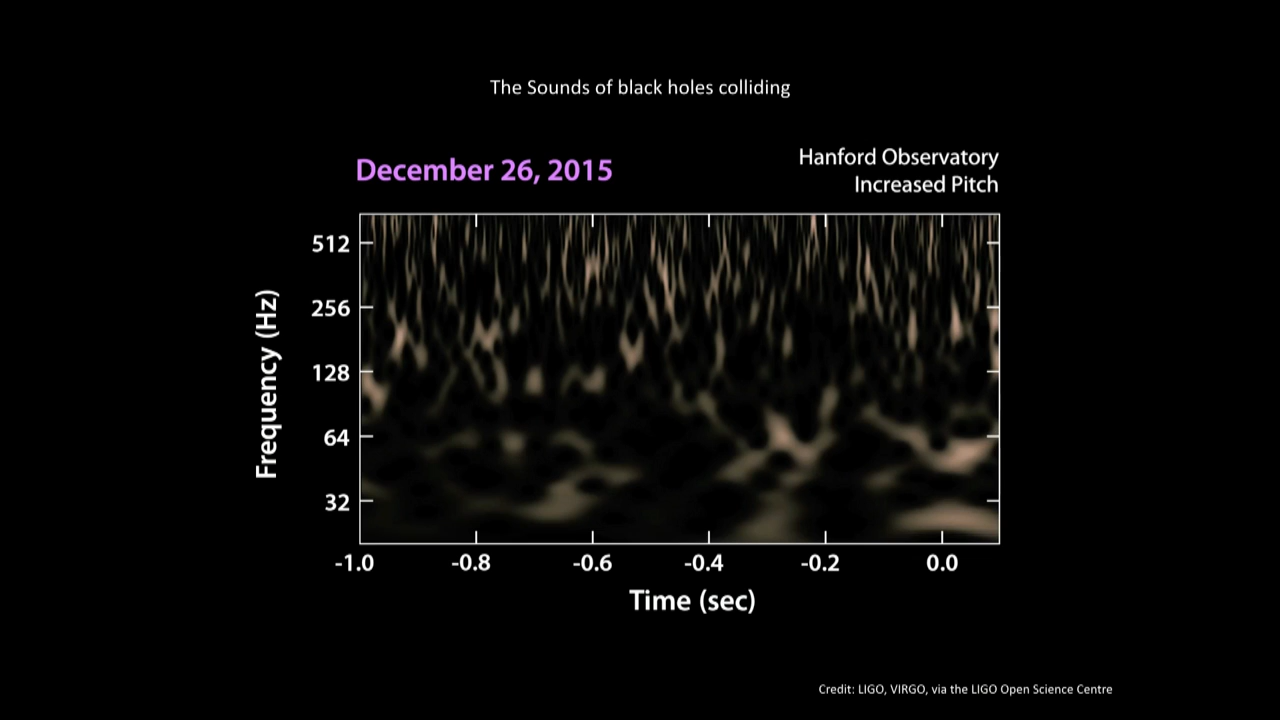 The Sounds of black holes colliding
December 26, 2015
Hanford Observatory
Increased Pitch
Frequency (Hz)
512
256
128
64
32
-1.0 -0.8 -0.6 -0.4 -0.2 0.0
Time (sec)
Credit: LIGO, VIRGO, via the LIGO Open Science Centre